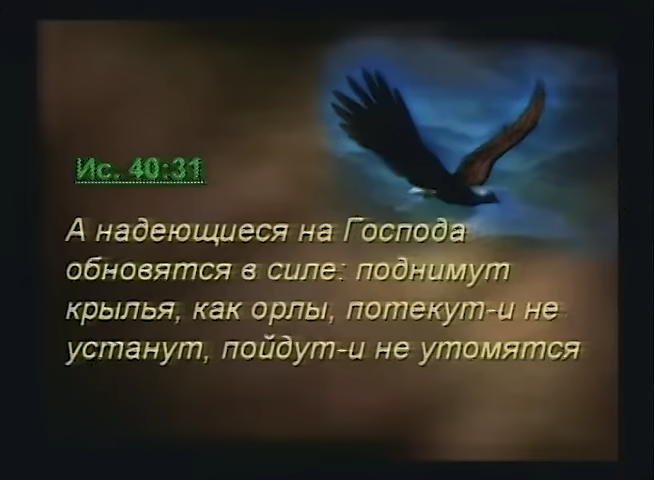 Ис. 40:31
А надеющиеся на Господа
обновятся в силе: поднимут
крылья, как орлы, потекут-и не
устанут, пойдут-и не утомятся